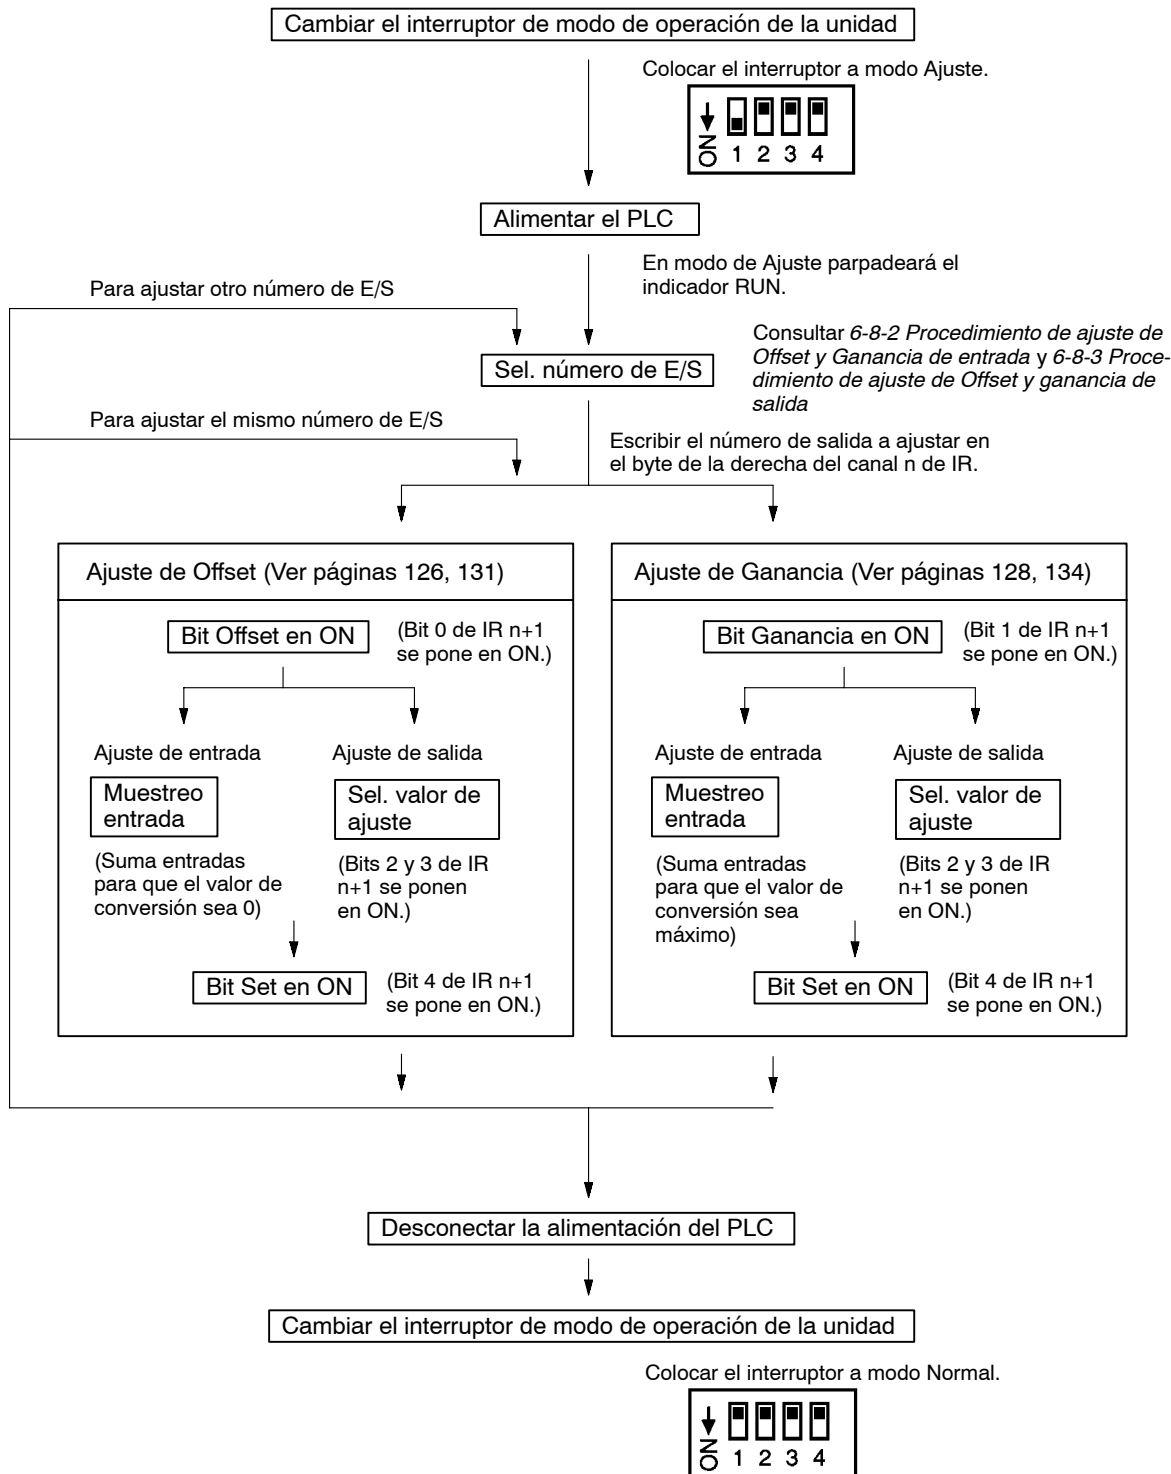 Cambiar el interruptor de modo de operación de la unidad
Colocar el interruptor a modo Ajuste.
ON 1 2 3 4
Alimentar el PLC
En modo de Ajuste parpadeará el
indicador RUN.
Para ajustar otro número de E/S
Consultar 6-8-2 Procedimiento de ajuste de
Offset y Ganancia de entrada y 6-8-3 Proce-
dimiento de ajuste de Offset y ganancia de
salida
Sel. número de E/S
Para ajustar el mismo número de E/S
Escribir el número de salida a ajustar en
el byte de la derecha del canal n de IR.
Ajuste de Offset (Ver páginas 126, 131)
Bit Offset en ON
(Bit 0 de IR n+1
se pone en ON.)
Ajuste de entrada
Muestreo
entrada
(Suma entradas
para que el valor de
conversión sea 0)
Ajuste de salida
Sel. valor de
ajuste
(Bits 2 y 3 de IR
n+1 se ponen
en ON.)
Bit Set en ON
(Bit 4 de IR n+1
se pone en ON.)
Ajuste de Ganancia (Ver páginas 128, 134)
Bit Ganancia en ON
(Bit 1 de IR n+1
se pone en ON.)
Ajuste de entrada
Muestreo
entrada
(Suma entradas
para que el valor de
conversión sea
máximo)
Ajuste de salida
Sel. valor de
ajuste
(Bits 2 y 3 de IR
n+1 se ponen
en ON.)
Bit Set en ON
(Bit 4 de IR n+1
se pone en ON.)
Desconectar la alimentación del PLC
Cambiar el interruptor de modo de operación de la unidad
Colocar el interruptor a modo Normal.
ON 1 2 3 4